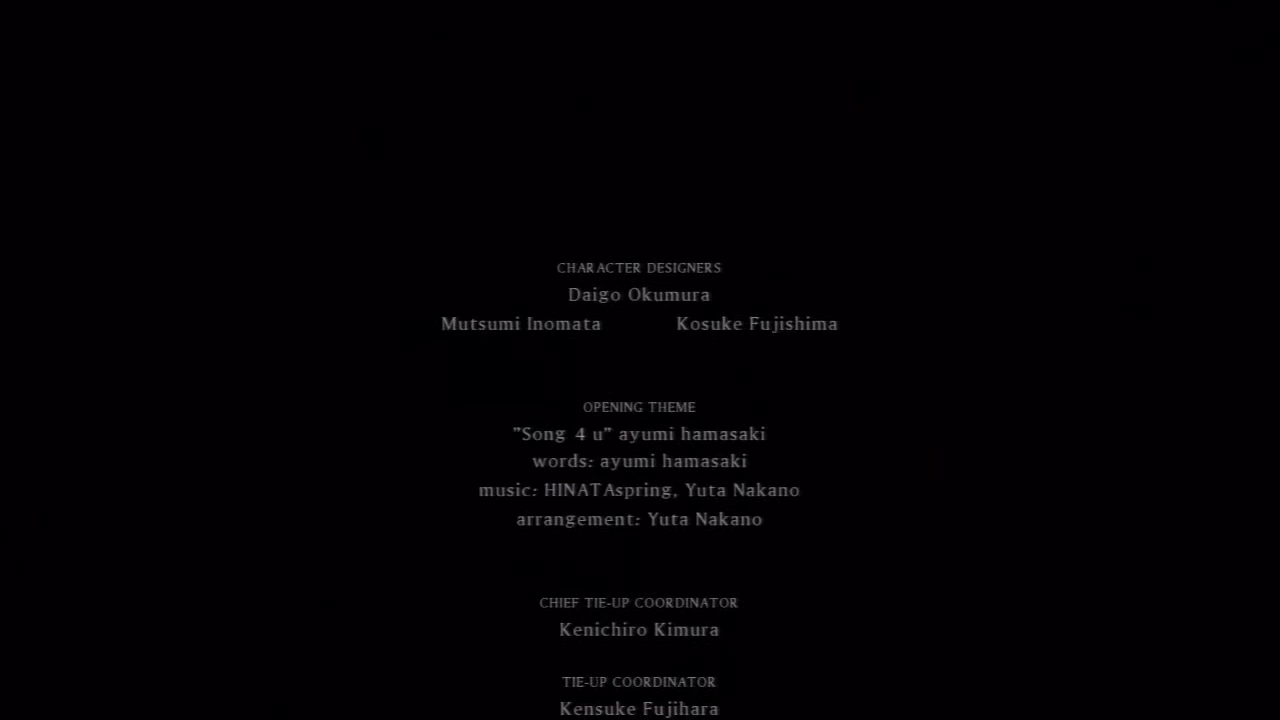 CHARACTER DESIGNERS
Daigo Okumura
Mutsumi Inomata Kosuke Fujishima
OPENING THEME
"Song 4 u" ayumi hamasaki
words: ayumi hamasaki
music: HINATAspring, Yuta Nakano
arrangement: Yuta Nakano
CHIEF TIE-UP COORDINATOR
Kenichiro Kimura
TIE-UP COORDINATOR
Kensuke Fujihara